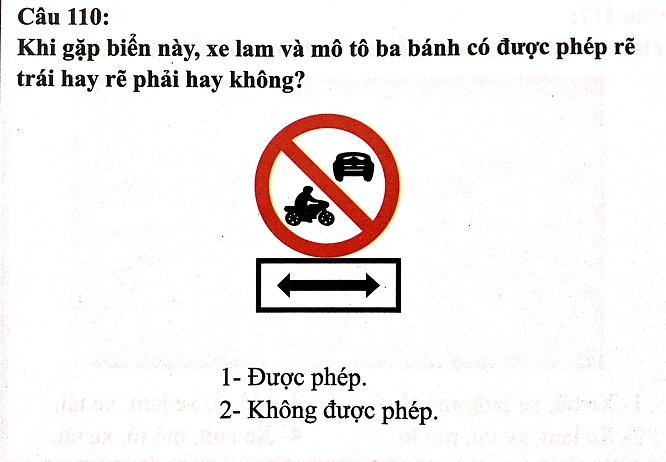 Câu 110:
Khi gặp biển này, xe lam và mô tô ba bánh có được phép rẽ
trái hay rẽ phải hay không?
1- Được phép.
2- Không được phép.